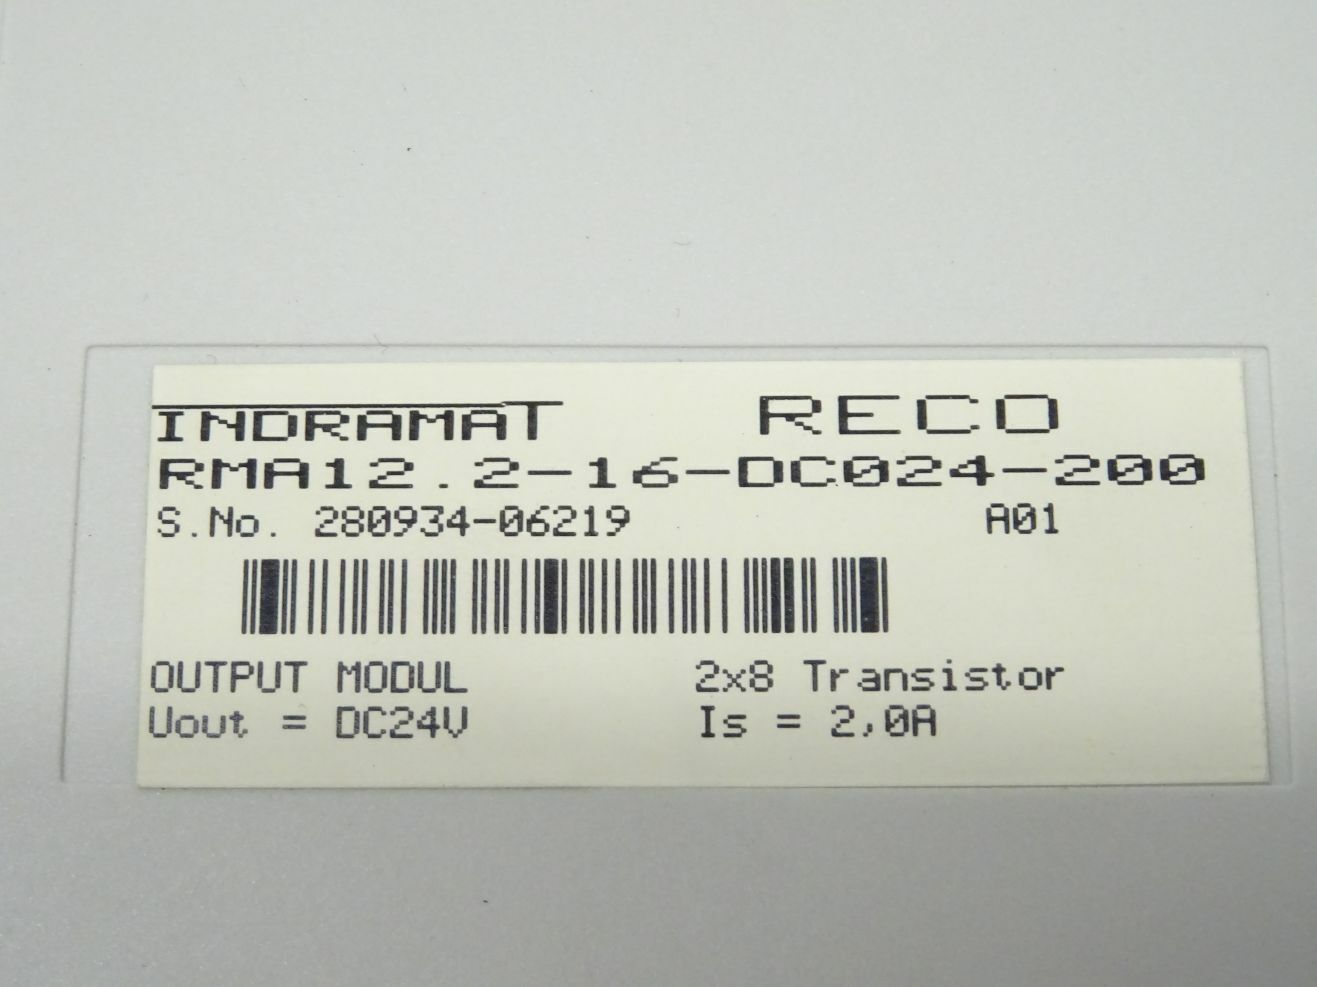 INDRAMAT RECO
RMA12.2-16-DC024-200
S.No. 280934-06219 A01
OUTPUT MODUL 2x8 Transistor
Uout = DC24V Is = 2,0A